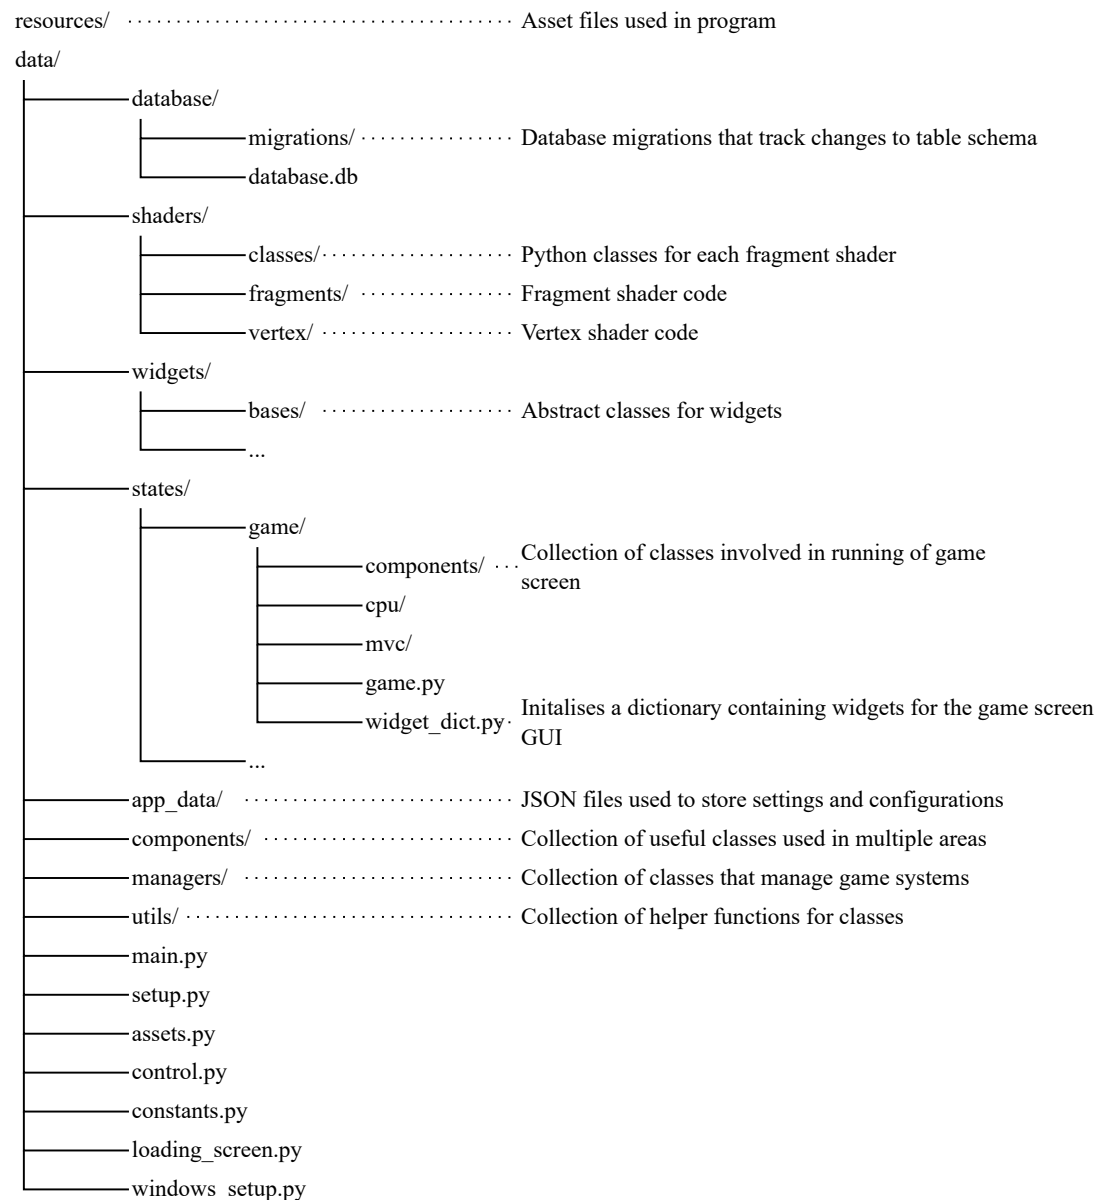 resources/ Asset files used in program
data/
database/
migrations/ Database migrations that track changes to table schema
database.db
shaders/
classes/ Python classes for each fragment shader
fragments/ Fragment shader code
vertex/ Vertex shader code
widgets/
bases/ Abstract classes for widgets
...
states/
game/
components/ Collection of classes involved in running of game
screen
cpu/
mvc/
game.py
widget_dict.py Initalises a dictionary containing widgets for the game screen
GUI
...
app_data/ JSON files used to store settings and configurations
components/ Collection of useful classes used in multiple areas
managers/ Collection of classes that manage game systems
utils/ Collection of helper functions for classes
main.py
setup.py
assets.py
control.py
constants.py
loading_screen.py
windows_setup.py